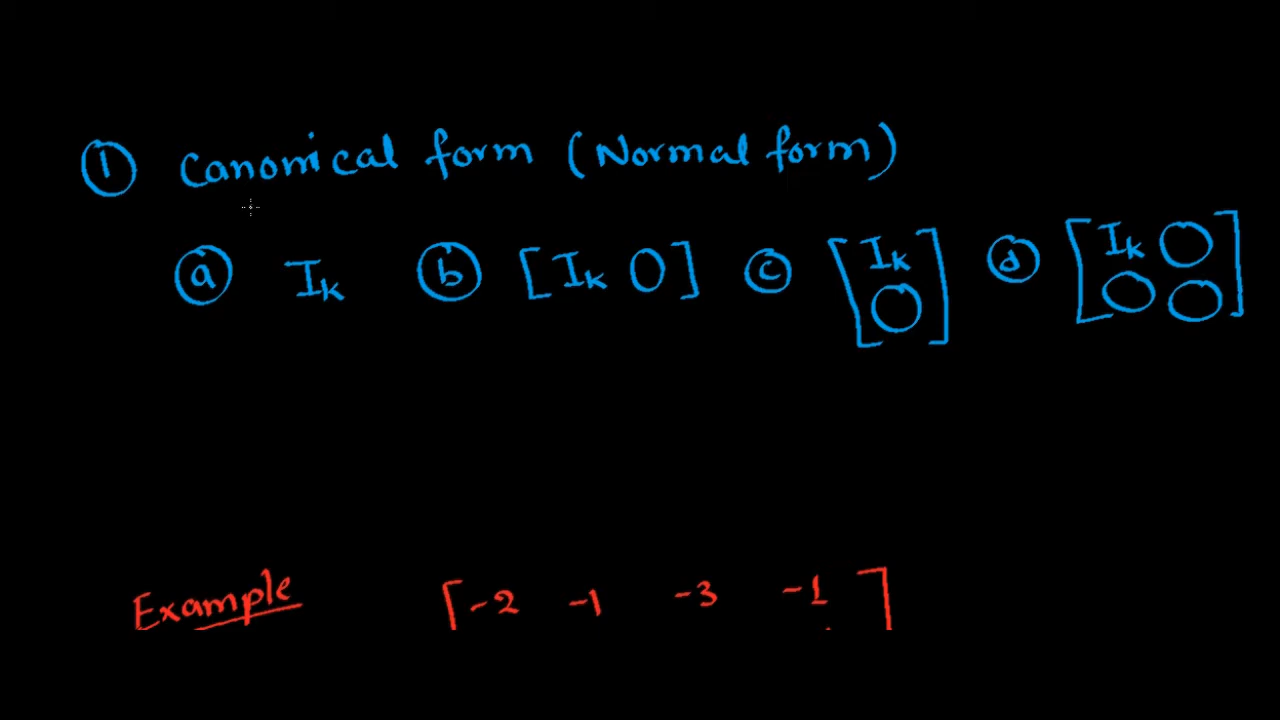 ① Canonical form (Normal form)
ⓐ Ik ⓑ [Ik 0] ⓒ [Ik 0] ⓓ [Ik 0 0 0]
Example [-2 -1 -3 -1]